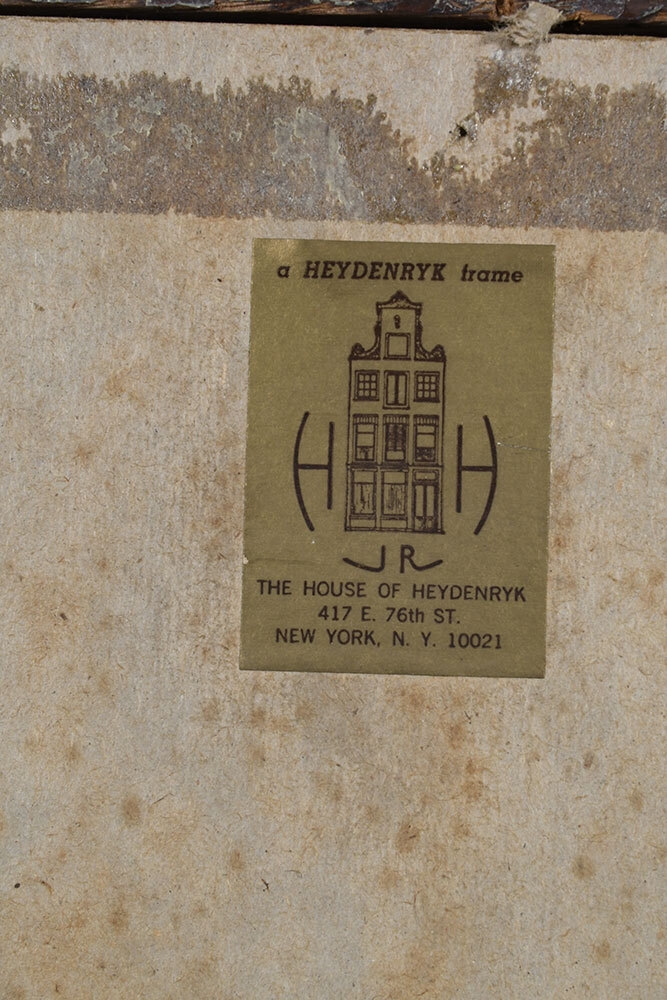 a HEYDENRYK frame
H H
JR
THE HOUSE OF HEYDENRYK
417 E. 76th ST.
NEW YORK, N. Y. 10021